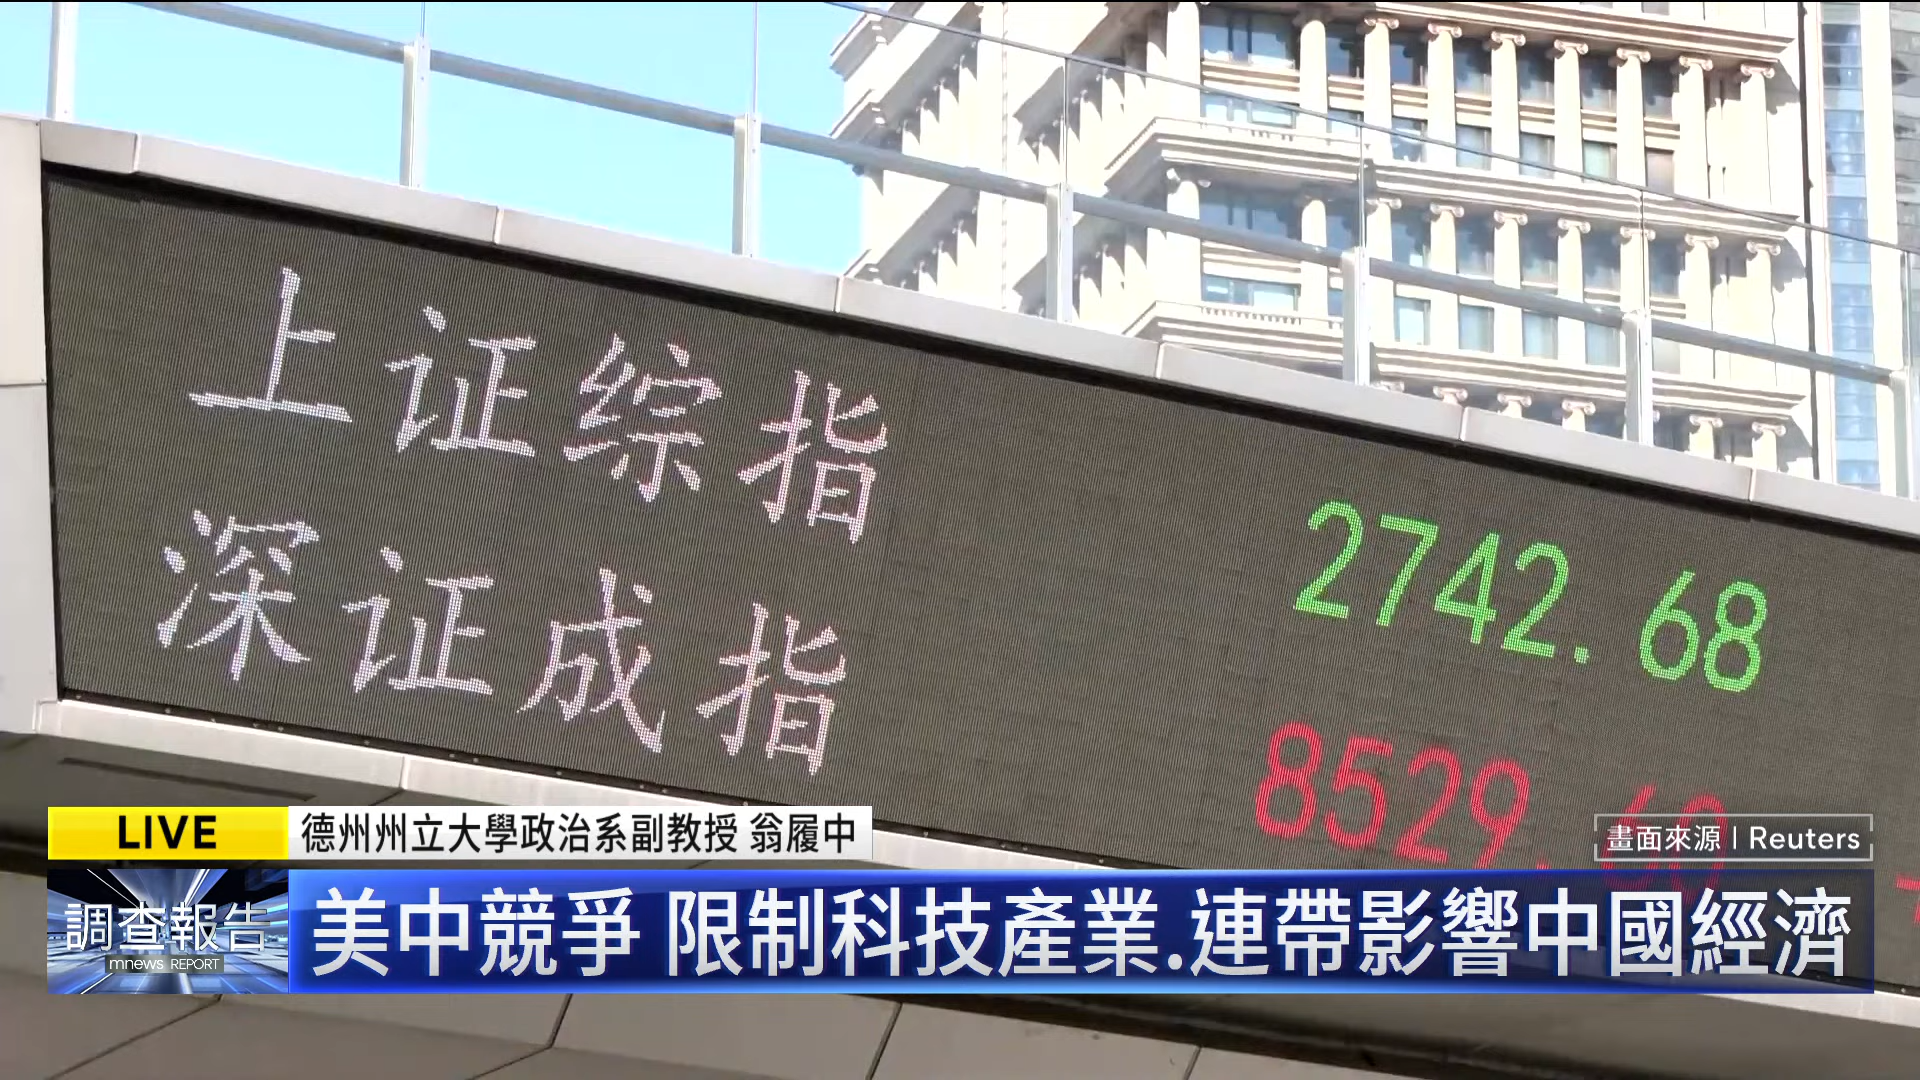 上证综指 2742.68
深证成指 8529.60
LIVE 德州州立大學政治系副教授 翁履中
畫面來源 | Reuters
調查報告
mnews REPORT
美中競爭 限制科技產業.連帶影響中國經濟